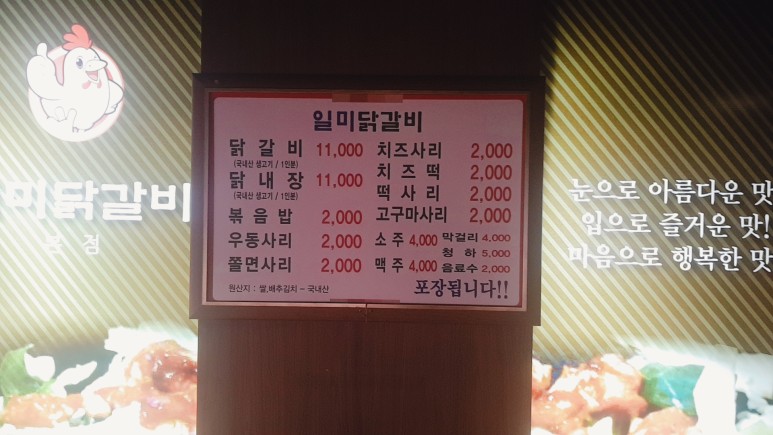 일미닭갈비
닭갈비 11,000
(국내산 생고기 / 1인분)
닭내장 11,000
(국내산 생고기 / 1인분)
볶음밥 2,000
우동사리 2,000
쫄면사리 2,000
치즈사리 2,000
치즈떡 2,000
떡사리 2,000
고구마사리 2,000
소주 4,000 막걸리 4,000
청하 5,000
맥주 4,000 음료수 2,000
원산지 : 쌀,배추김치 - 국내산
포장됩니다!!
미닭갈비
본점
눈으로 아름다운 맛
입으로 즐거운 맛!
마음으로 행복한 맛